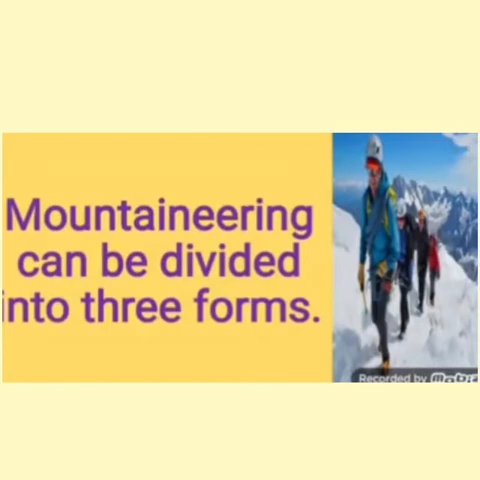 Mountaineering
can be divided
into three forms.
Recorded by